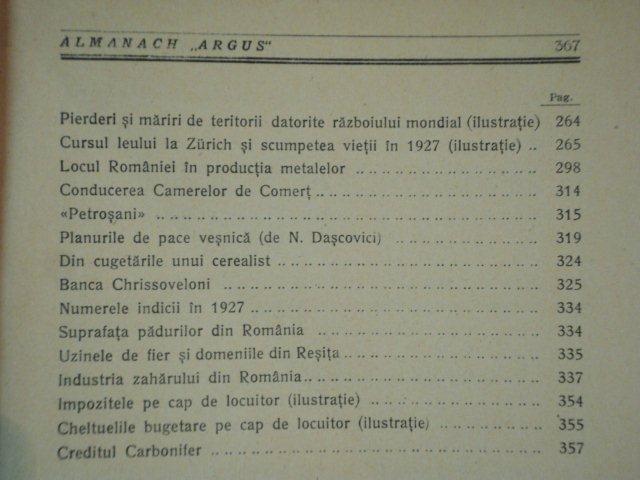 ALMANACH „ARGUS" 367
Pag.
Pierderi și măriri de teritorii datorite războiului mondial (ilustrație) 264
Cursul leului la Zürich și scumpetea vieții în 1927 (ilustrație) .. 265
Locul României în producția metalelor .. .. .. .. .. .. .. .. 298
Conducerea Camerelor de Comerț .. .. .. .. .. .. .. .. .. .. 314
«Petroșani» .. .. .. .. .. .. .. .. .. .. .. .. .. .. .. .. 315
Planurile de pace veșnică (de N. Dașcovici) .. .. .. .. .. .. 319
Din cugetările unui cerealist .. .. .. .. .. .. .. .. .. .. .. 324
Banca Chrissoveloni .. .. .. .. .. .. .. .. .. .. .. .. .. 325
Numerele indicii în 1927 .. .. .. .. .. .. .. .. .. .. .. .. 334
Suprafața pădurilor din România .. .. .. .. .. .. .. .. .. 334
Uzinele de fier și domeniile din Reșița .. .. .. .. .. .. .. .. 335
Industria zahărului din România .. .. .. .. .. .. .. .. .. .. 337
Impozitele pe cap de locuitor (ilustrație) .. .. .. .. .. .. .. 354
Cheltuelile bugetare pe cap de locuitor (ilustrație) .. .. .. .. 355
Creditul Carbonifer .. .. .. .. .. .. .. .. .. .. .. .. .. .. 357